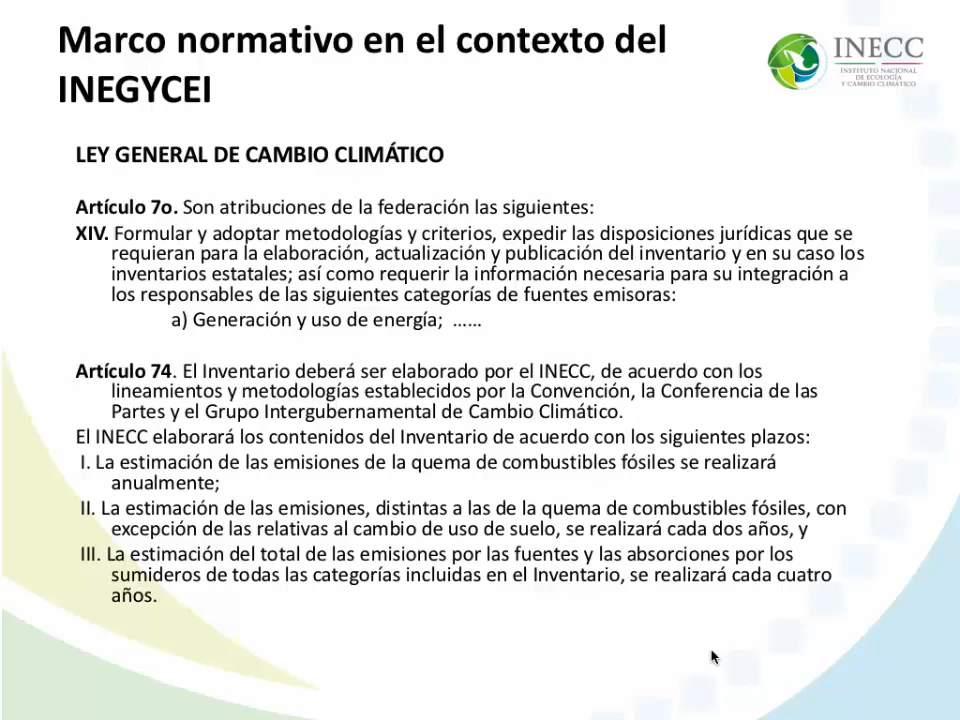 Marco normativo en el contexto del
INEGYCEI
INECC
INSTITUTO NACIONAL
DE ECOLOGÍA
Y CAMBIO CLIMÁTICO
LEY GENERAL DE CAMBIO CLIMÁTICO
Artículo 7o. Son atribuciones de la federación las siguientes:
XIV. Formular y adoptar metodologías y criterios, expedir las disposiciones jurídicas que se
requieran para la elaboración, actualización y publicación del inventario y en su caso los
inventarios estatales; así como requerir la información necesaria para su integración a
los responsables de las siguientes categorías de fuentes emisoras:
a) Generación y uso de energía; ......
Artículo 74. El Inventario deberá ser elaborado por el INECC, de acuerdo con los
lineamientos y metodologías establecidos por la Convención, la Conferencia de las
Partes y el Grupo Intergubernamental de Cambio Climático.
El INECC elaborará los contenidos del Inventario de acuerdo con los siguientes plazos:
I. La estimación de las emisiones de la quema de combustibles fósiles se realizará
anualmente;
II. La estimación de las emisiones, distintas a las de la quema de combustibles fósiles, con
excepción de las relativas al cambio de uso de suelo, se realizará cada dos años, y
III. La estimación del total de las emisiones por las fuentes y las absorciones por los
sumideros de todas las categorías incluidas en el Inventario, se realizará cada cuatro
años.